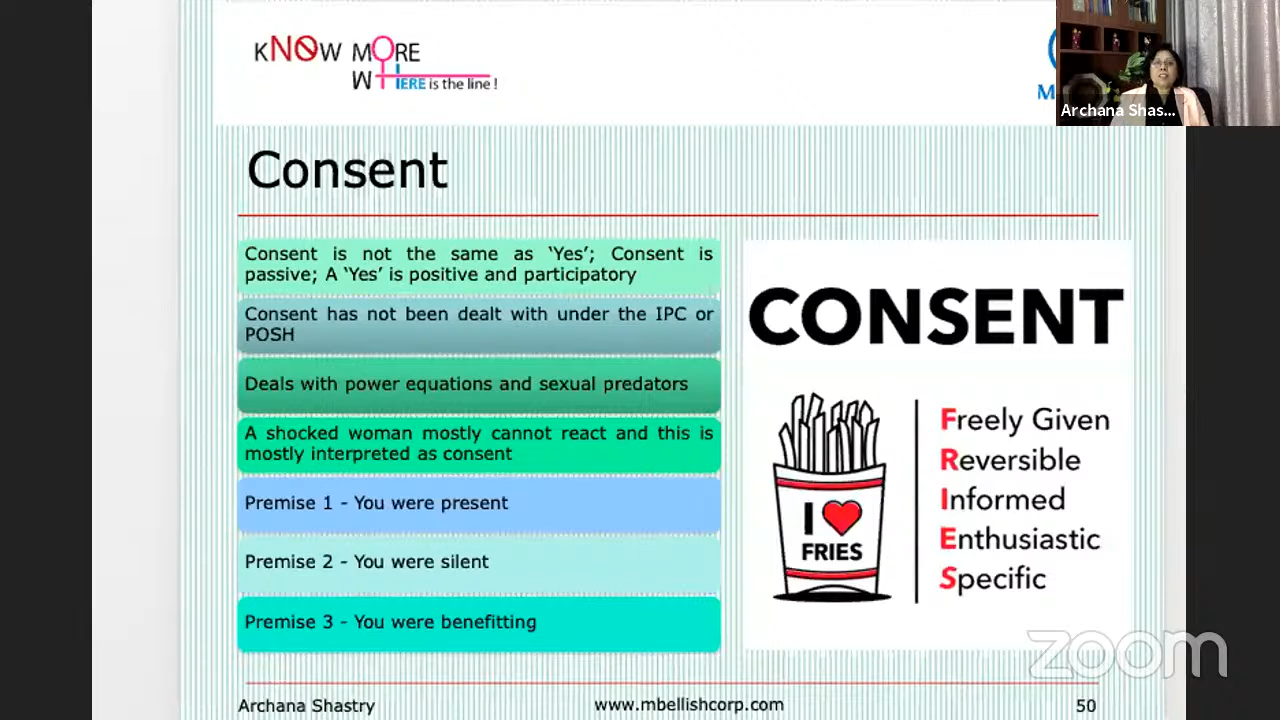 KNOW MORE
WHERE is the line !
M
Archana Shas...
Consent
Consent is not the same as ‘Yes’; Consent is
passive; A ‘Yes’ is positive and participatory
Consent has not been dealt with under the IPC or
POSH
Deals with power equations and sexual predators
A shocked woman mostly cannot react and this is
mostly interpreted as consent
Premise 1 - You were present
Premise 2 - You were silent
Premise 3 - You were benefitting
CONSENT
I
FRIES
Freely Given
Reversible
Informed
Enthusiastic
Specific
zoom
Archana Shastry
www.mbellishcorp.com
50